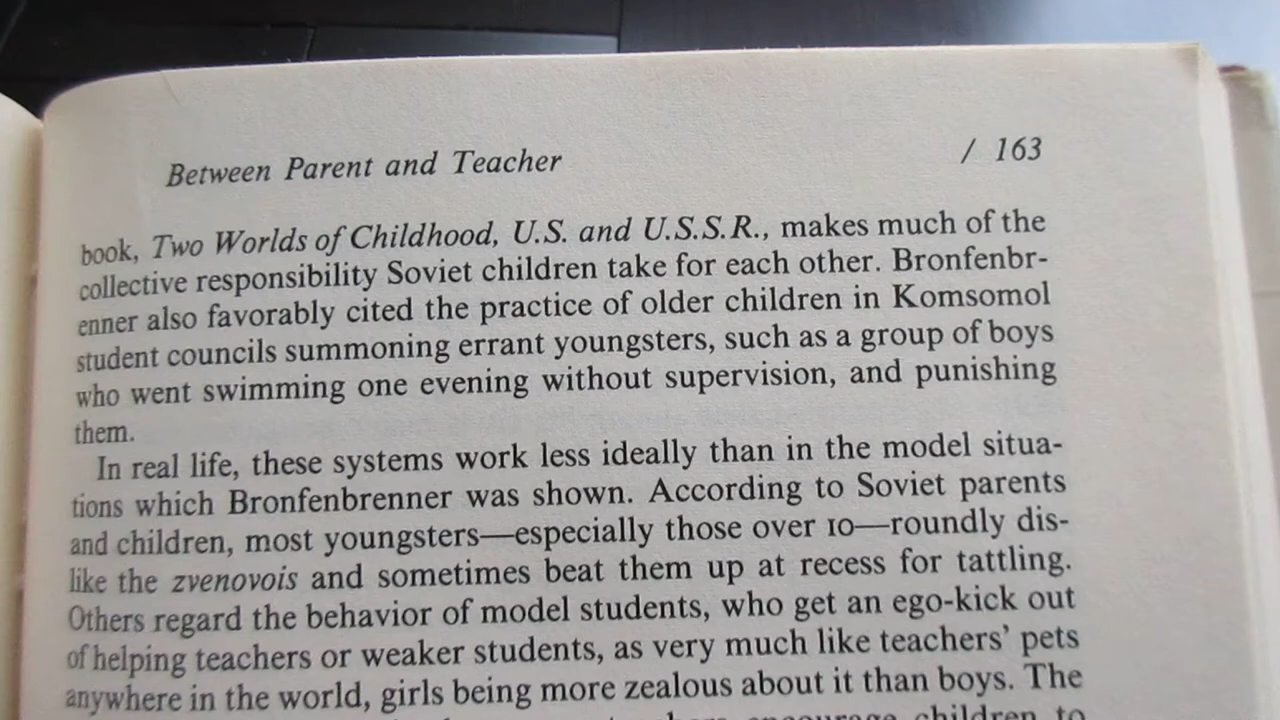 Between Parent and Teacher / 163
book, Two Worlds of Childhood, U.S. and U.S.S.R., makes much of the
collective responsibility Soviet children take for each other. Bronfenbr-
enner also favorably cited the practice of older children in Komsomol
student councils summoning errant youngsters, such as a group of boys
who went swimming one evening without supervision, and punishing
them.
In real life, these systems work less ideally than in the model situa-
tions which Bronfenbrenner was shown. According to Soviet parents
and children, most youngsters—especially those over 10—roundly dis-
like the zvenovois and sometimes beat them up at recess for tattling.
Others regard the behavior of model students, who get an ego-kick out
of helping teachers or weaker students, as very much like teachers' pets
anywhere in the world, girls being more zealous about it than boys. The
encourage children to